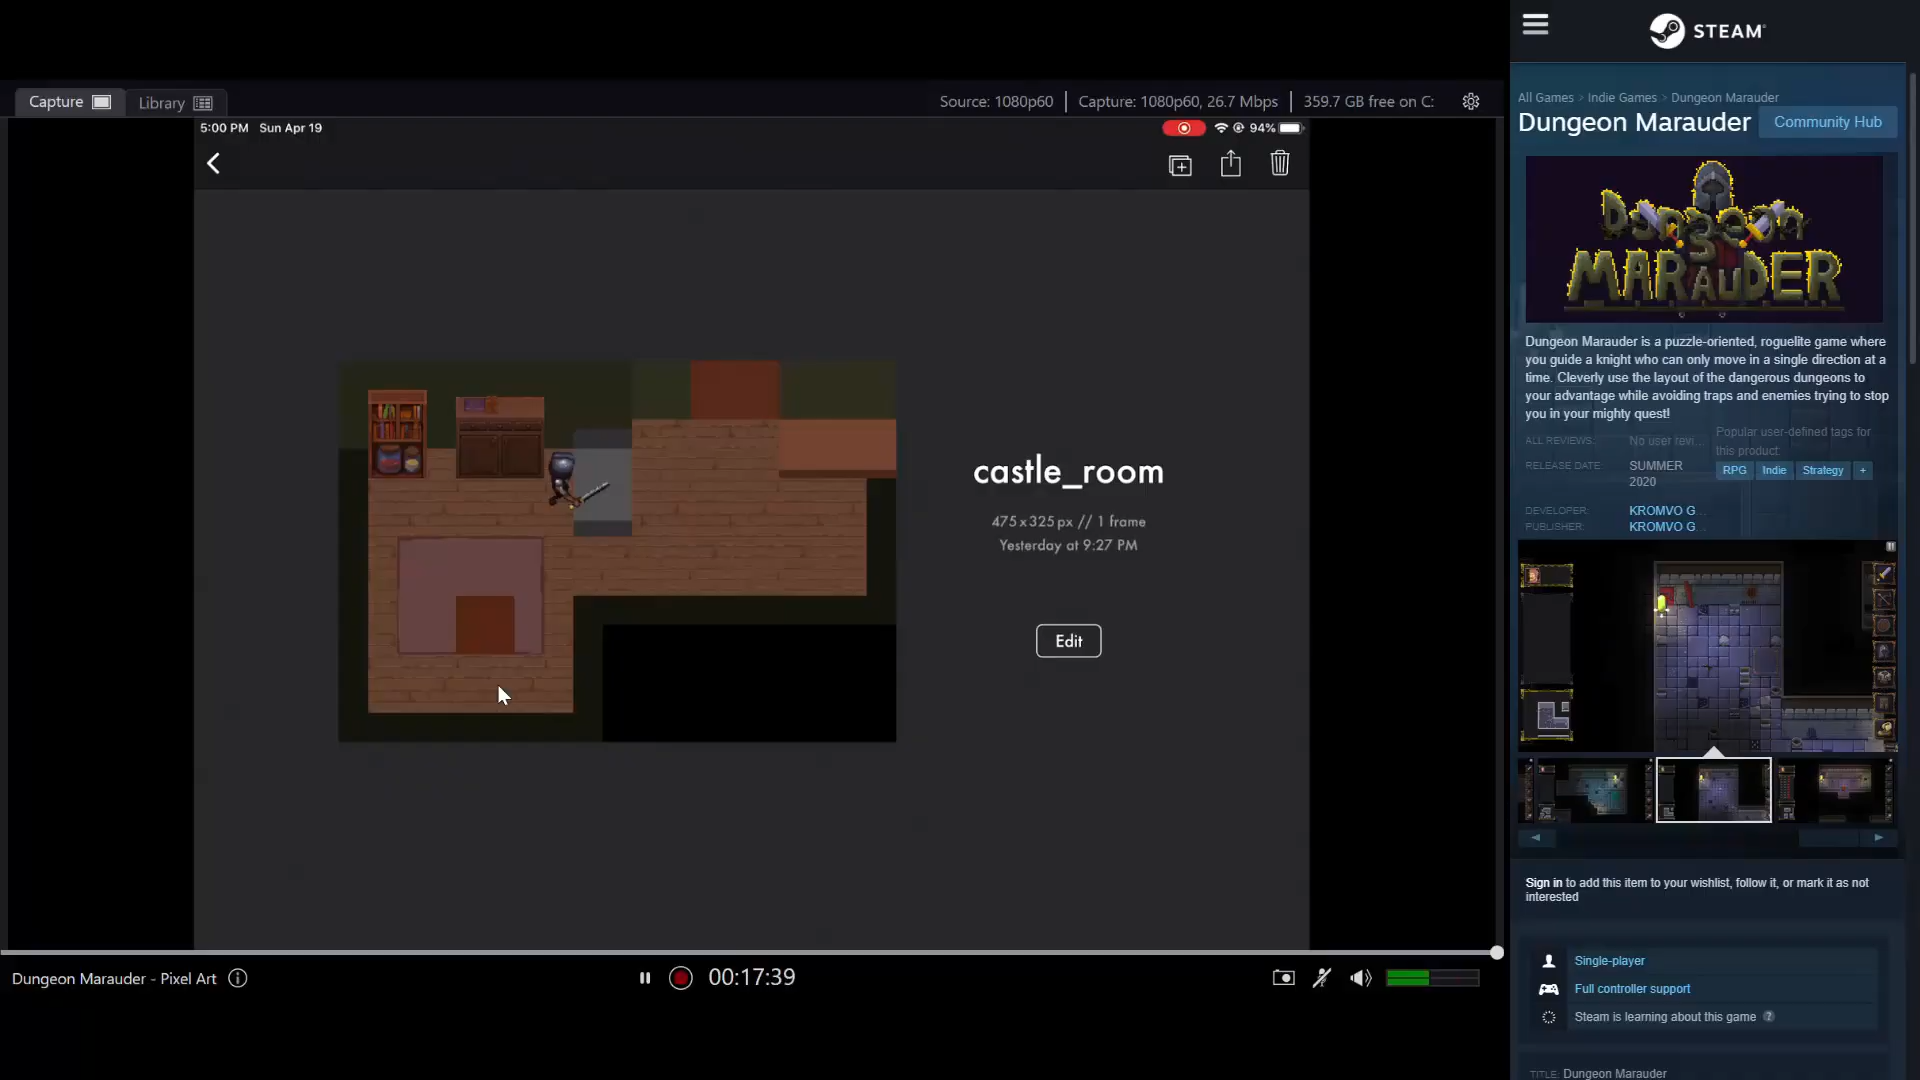 Capture
Library
Source: 1080p60
Capture: 1080p60, 26.7 Mbps
359.7 GB free on C:
5:00 PM Sun Apr 19
94%
castle_room
475 x 325 px // 1 frame
Yesterday at 9:27 PM
Edit
Dungeon Marauder - Pixel Art
00:17:39
STEAM
All Games > Indie Games > Dungeon Marauder
Dungeon Marauder
Community Hub
Dungeon
MARAUDER
Dungeon Marauder is a puzzle-oriented, roguelite game where
you guide a knight who can only move in a single direction at a
time. Cleverly use the layout of the dangerous dungeons to
your advantage while avoiding traps and enemies trying to stop
you in your mighty quest!
ALL REVIEWS: No user revi...
RELEASE DATE: SUMMER
2020
DEVELOPER: KROMVO G...
PUBLISHER: KROMVO G...
Popular user-defined tags for
this product:
RPG Indie Strategy +
Sign in to add this item to your wishlist, follow it, or mark it as not
interested
Single-player
Full controller support
Steam is learning about this game ?
TITLE: Dungeon Marauder